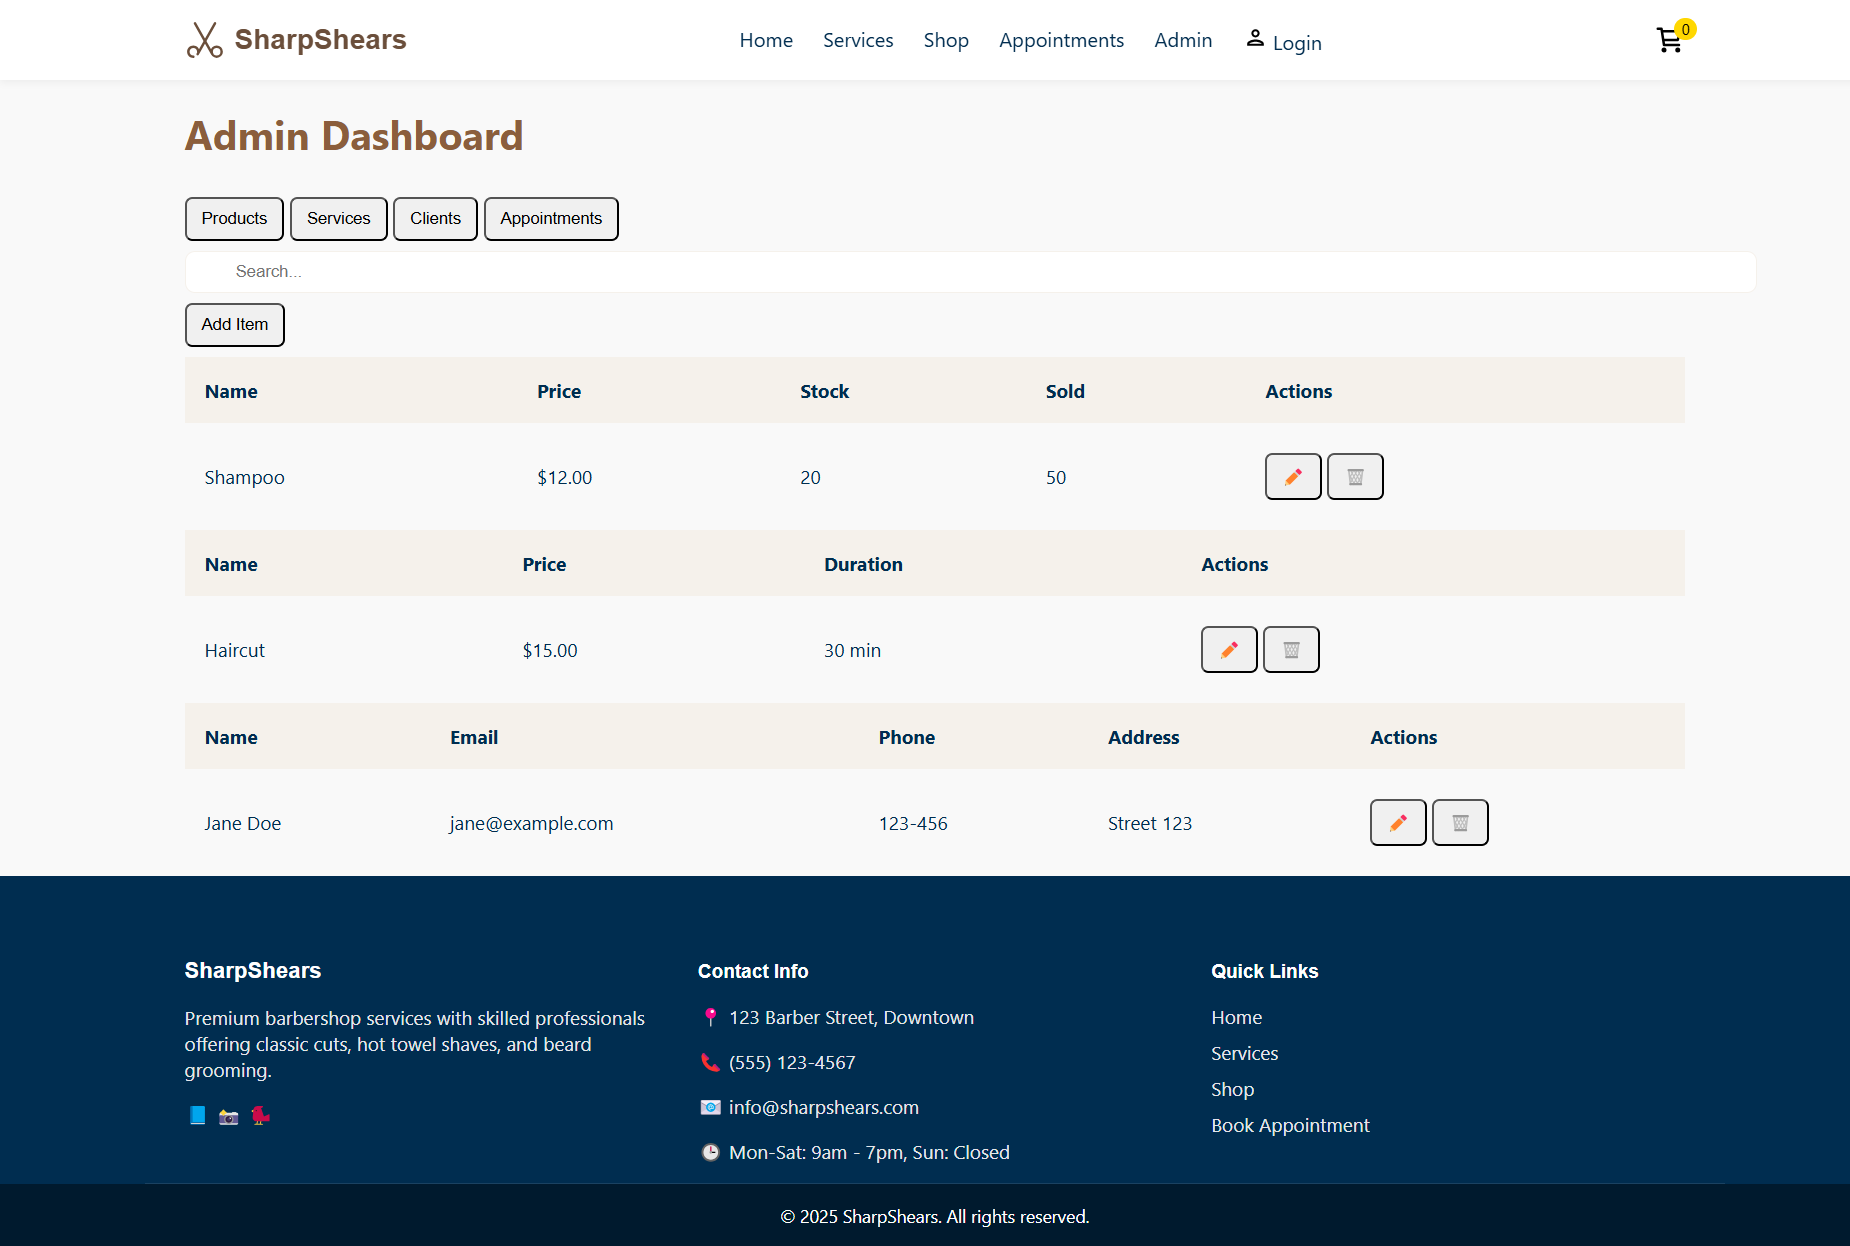 SharpShears
Home Services Shop Appointments Admin Login
0
Admin Dashboard
Products Services Clients Appointments
Search...
Add Item
Name Price Stock Sold Actions
Shampoo $12.00 20 50
Name Price Duration Actions
Haircut $15.00 30 min
Name Email Phone Address Actions
Jane Doe jane@example.com 123-456 Street 123
SharpShears
Premium barbershop services with skilled professionals
offering classic cuts, hot towel shaves, and beard
grooming.
Contact Info
123 Barber Street, Downtown
(555) 123-4567
info@sharpshears.com
Mon-Sat: 9am - 7pm, Sun: Closed
Quick Links
Home
Services
Shop
Book Appointment
© 2025 SharpShears. All rights reserved.